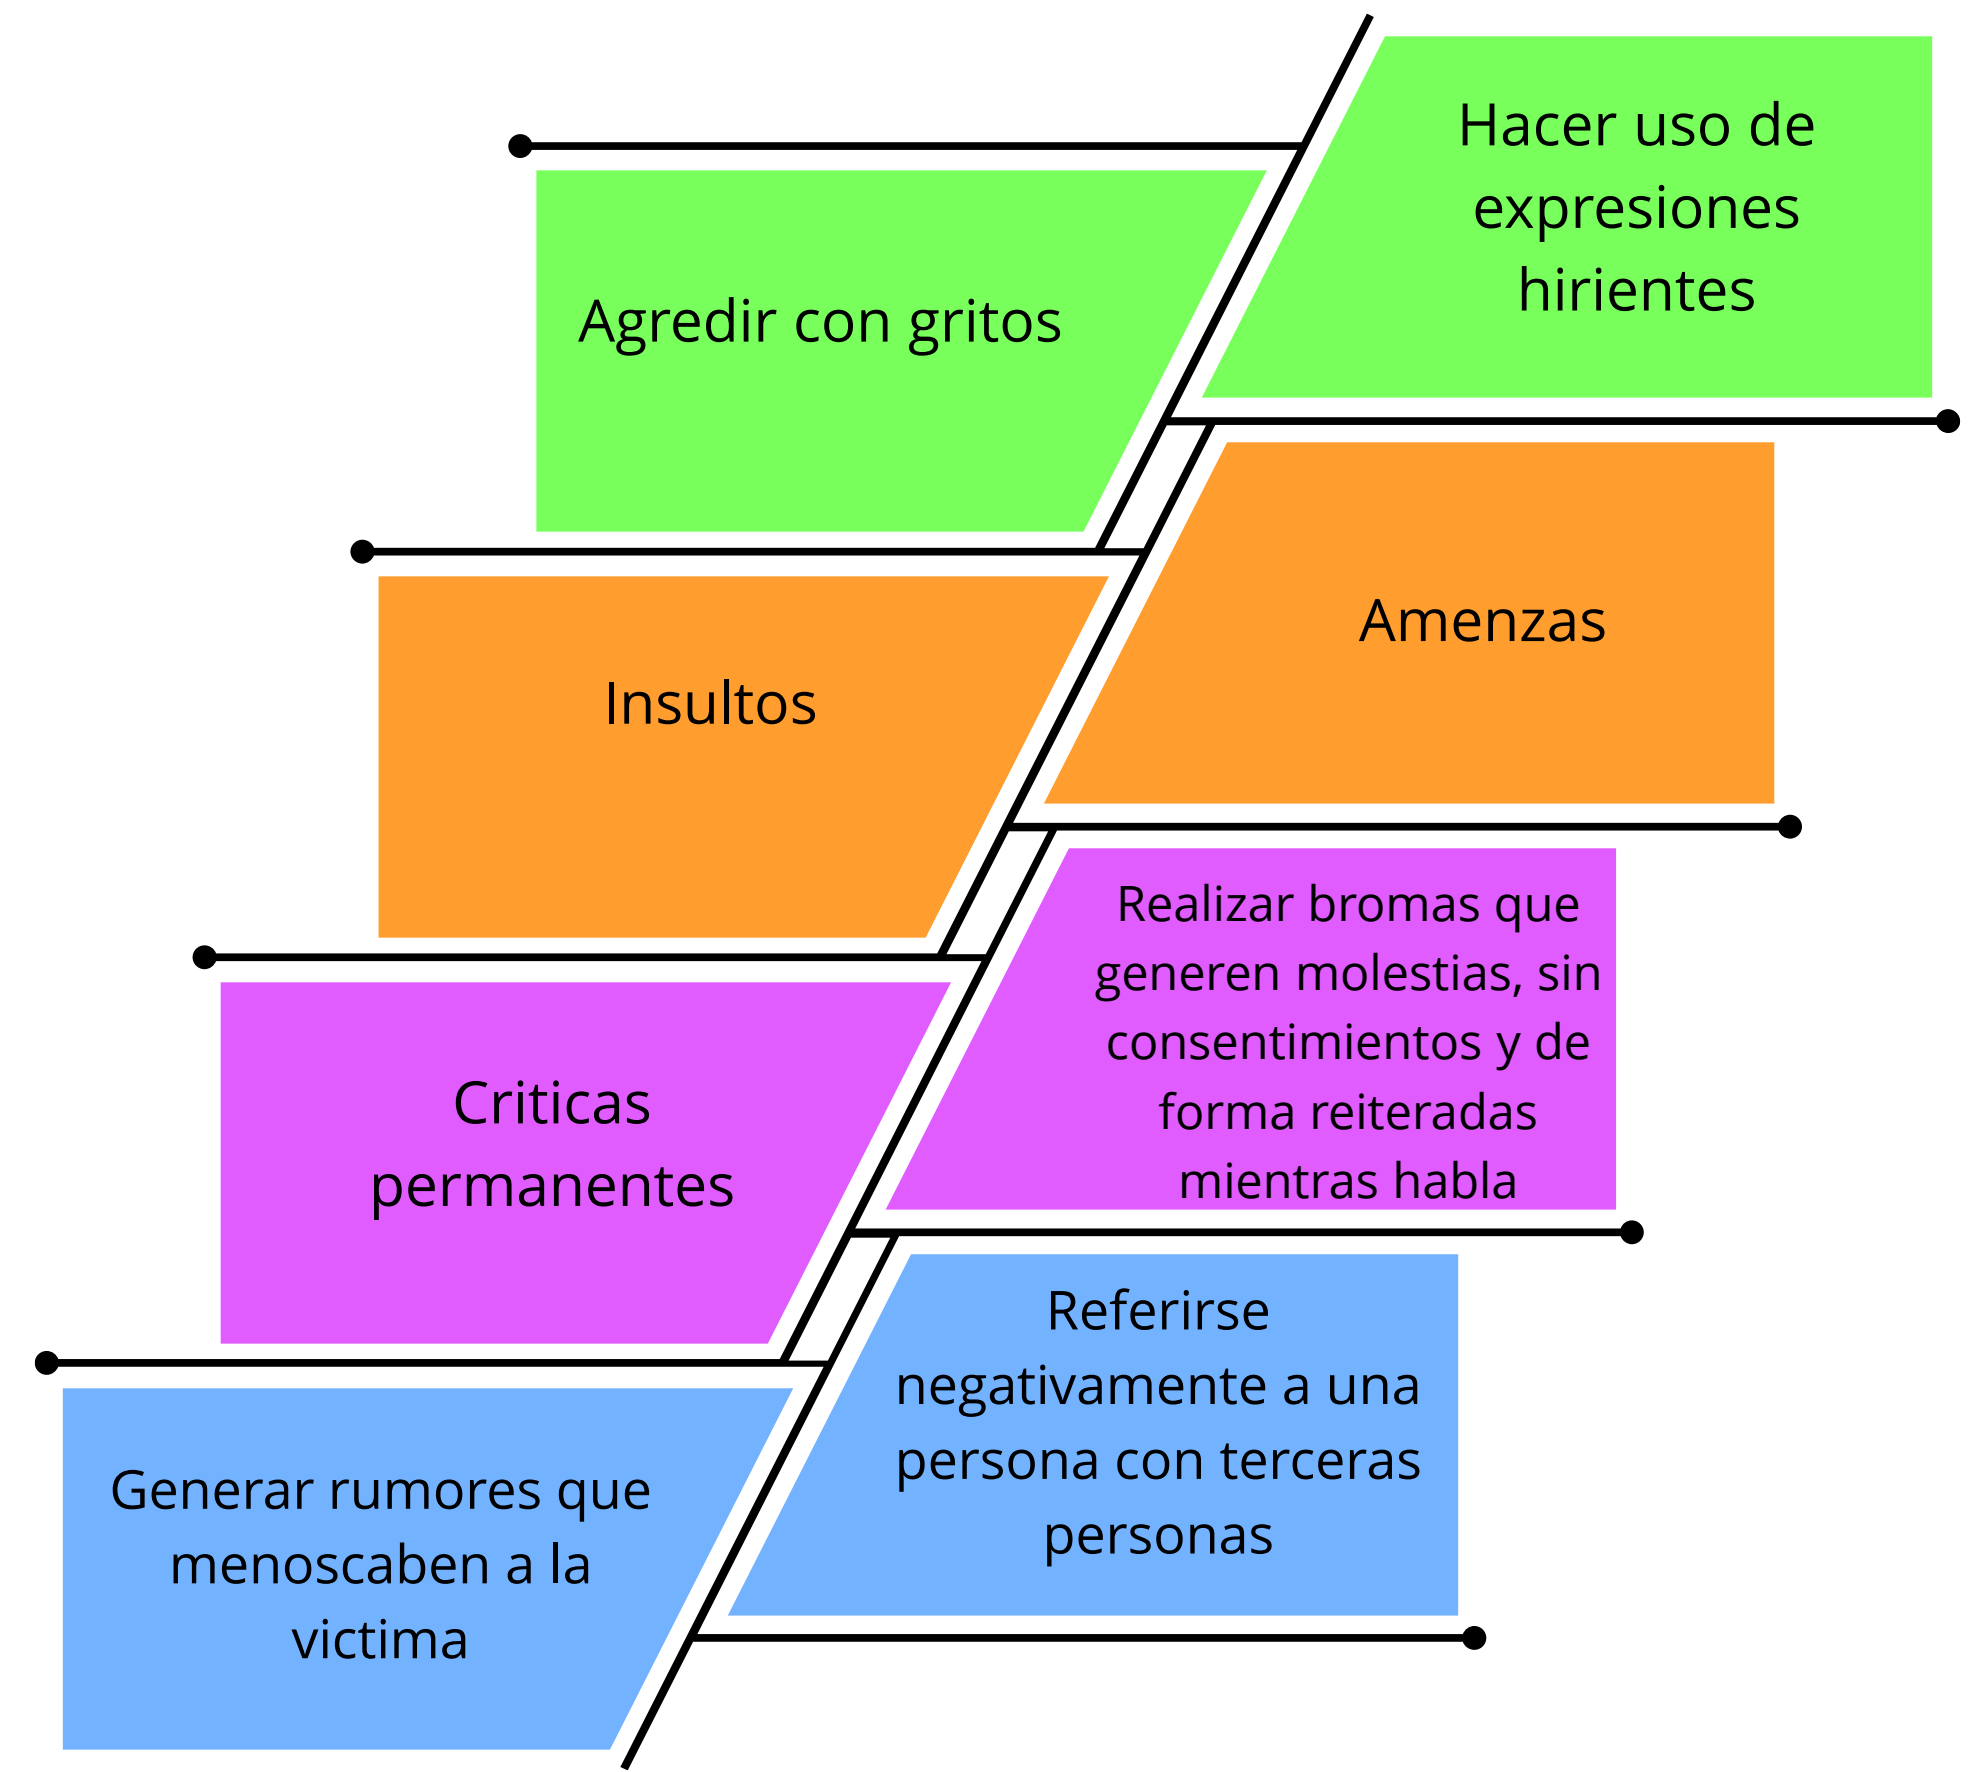 Hacer uso de
expresiones
hirientes
Agredir con gritos
Amenzas
Insultos
Realizar bromas que
generen molestias, sin
consentimientos y de
forma reiteradas
mientras habla
Criticas
permanentes
Referirse
negativamente a una
persona con terceras
personas
Generar rumores que
menoscaben a la
victima